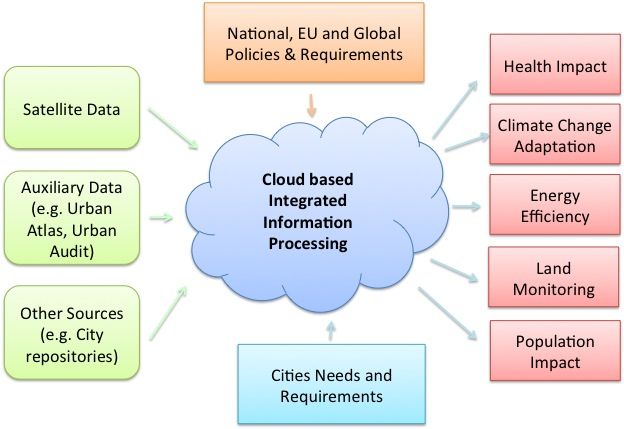 National, EU and Global
Policies & Requirements
Satellite Data
Auxiliary Data
(e.g. Urban
Atlas, Urban
Audit)
Other Sources
(e.g. City
repositories)
Cloud based
Integrated
Information
Processing
Health Impact
Climate Change
Adaptation
Energy
Efficiency
Land
Monitoring
Population
Impact
Cities Needs and
Requirements